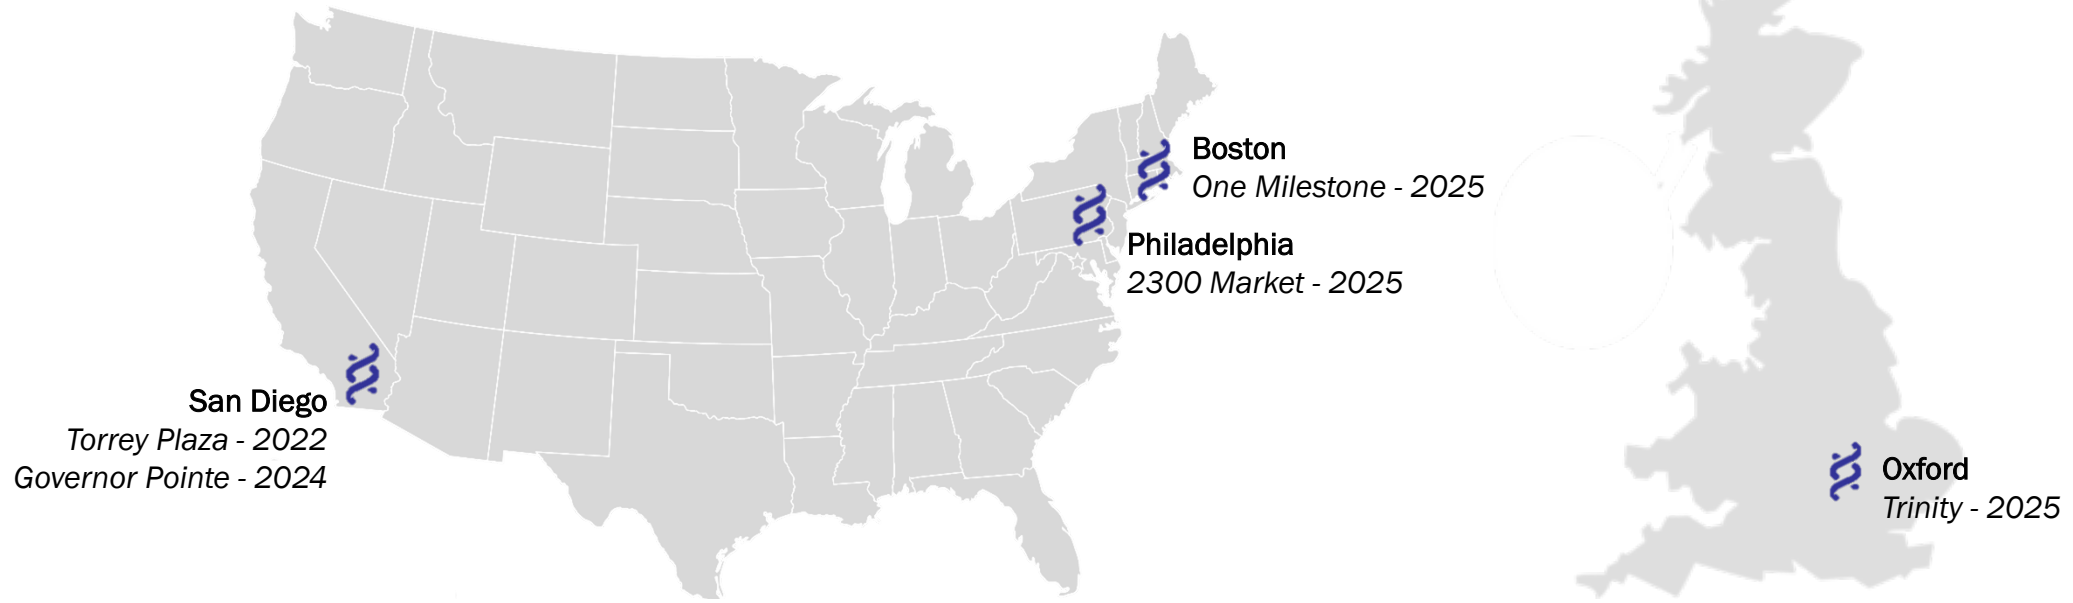 Boston
One Milestone - 2025
Philadelphia
2300 Market - 2025
San Diego
Torrey Plaza - 2022
Governor Pointe - 2024
Oxford
Trinity - 2025